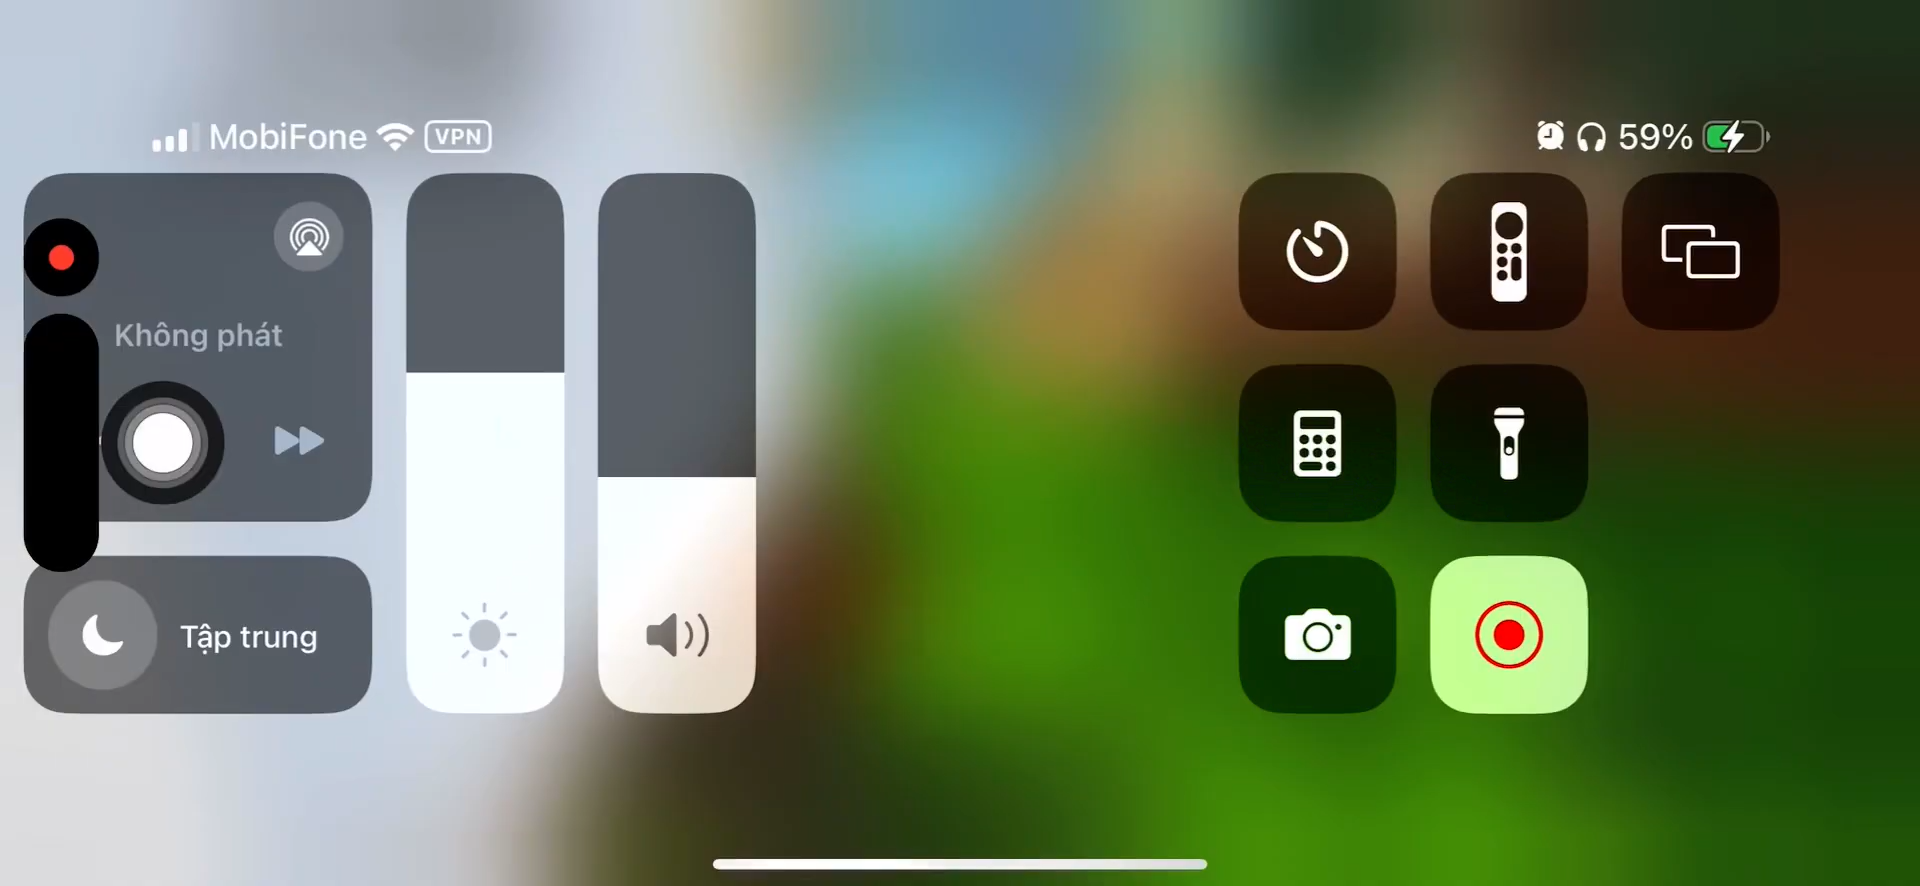 MobiFone VPN
59%
Không phát
Tập trung